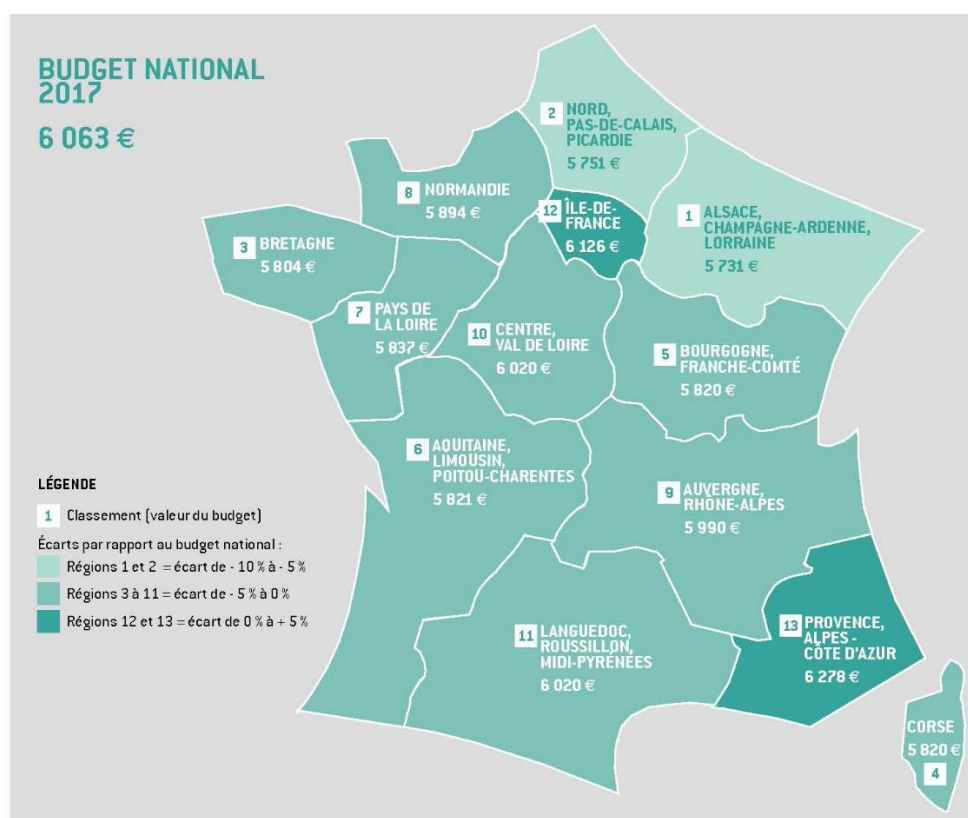 BUDGET NATIONAL
2017
6 063 €
2
NORD,
PAS-DE-CALAIS,
PICARDIE
5 751 €
8
NORMANDIE
5 894 €
12
ÎLE-DE-
FRANCE
6 126 €
1
ALSACE,
CHAMPAGNE-ARDENNE,
LORRAINE
5 731 €
3
BRETAGNE
5 804 €
7
PAYS DE
LA LOIRE
5 837 €
10
CENTRE,
VAL DE LOIRE
6 020 €
5
BOURGOGNE,
FRANCHE-COMTÉ
5 820 €
6
AQUITAINE,
LIMOUSIN,
POITOU-CHARENTES
5 821 €
9
AUVERGNE,
RHÔNE-ALPES
5 990 €
11
LANGUEDOC,
ROUSSILLON,
MIDI-PYRÉNÉES
6 020 €
13
PROVENCE,
ALPES -
CÔTE D'AZUR
6 278 €
CORSE
5 820 €
4
LÉGENDE
1 Classement (valeur du budget)
Écarts par rapport au budget national :
Régions 1 et 2 = écart de - 10 % à - 5 %
Régions 3 à 11 = écart de - 5 % à 0 %
Régions 12 et 13 = écart de 0 % à + 5 %